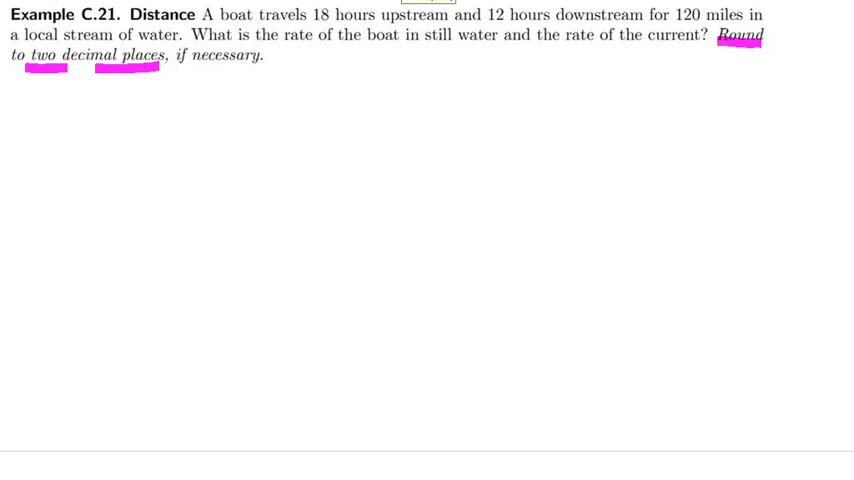 Example C.21. Distance A boat travels 18 hours upstream and 12 hours downstream for 120 miles in
a local stream of water. What is the rate of the boat in still water and the rate of the current? Round
to two decimal places, if necessary.